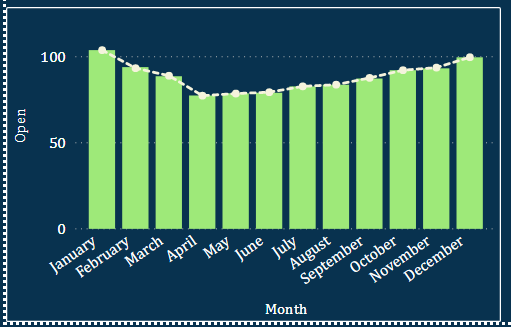 100
50
0
Open
January
February
March
April
May
June
July
August
September
October
November
December
Month